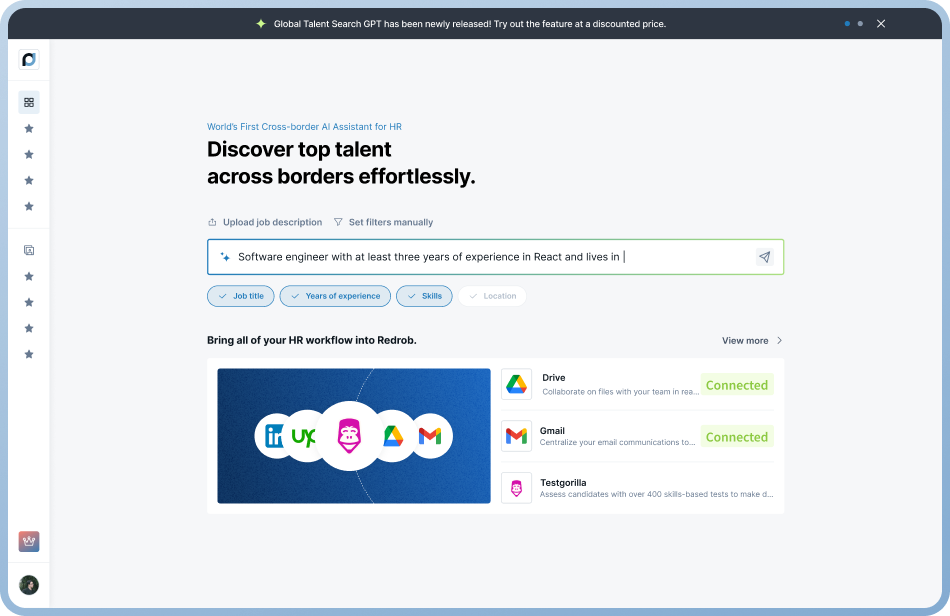 Global Talent Search GPT has been newly released! Try out the feature at a discounted price.
World's First Cross-border AI Assistant for HR
Discover top talent
across borders effortlessly.
Upload job description Set filters manually
Software engineer with at least three years of experience in React and lives in |
Job title Years of experience Skills Location
Bring all of your HR workflow into Redrob. View more
in up
Drive
Collaborate on files with your team in rea... Connected
Gmail
Centralize your email communications to... Connected
Testgorilla
Assess candidates with over 400 skills-based tests to make d...